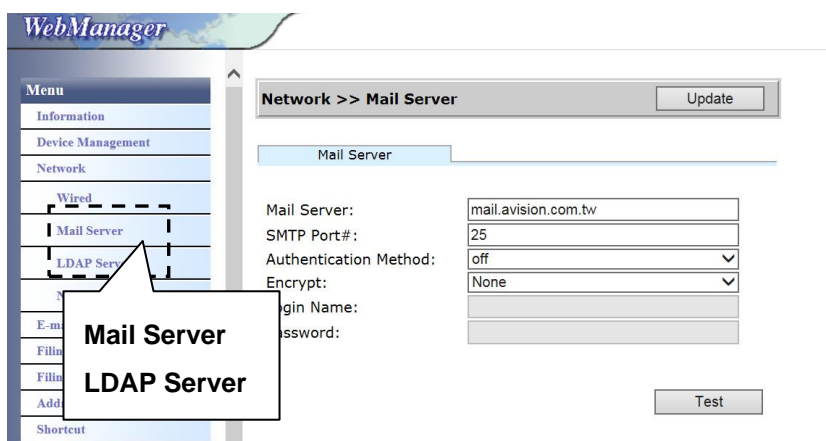 WebManager
Menu
Information
Device Management
Network
Wired
Mail Server
LDAP Serv
N
E-ma
Filin
Filin
Add
Shortcut
Mail Server
LDAP Server
Network >> Mail Server
Update
Mail Server
Mail Server: mail.avision.com.tw
SMTP Port#: 25
Authentication Method: off
Encrypt: None
gin Name:
ssword:
Test